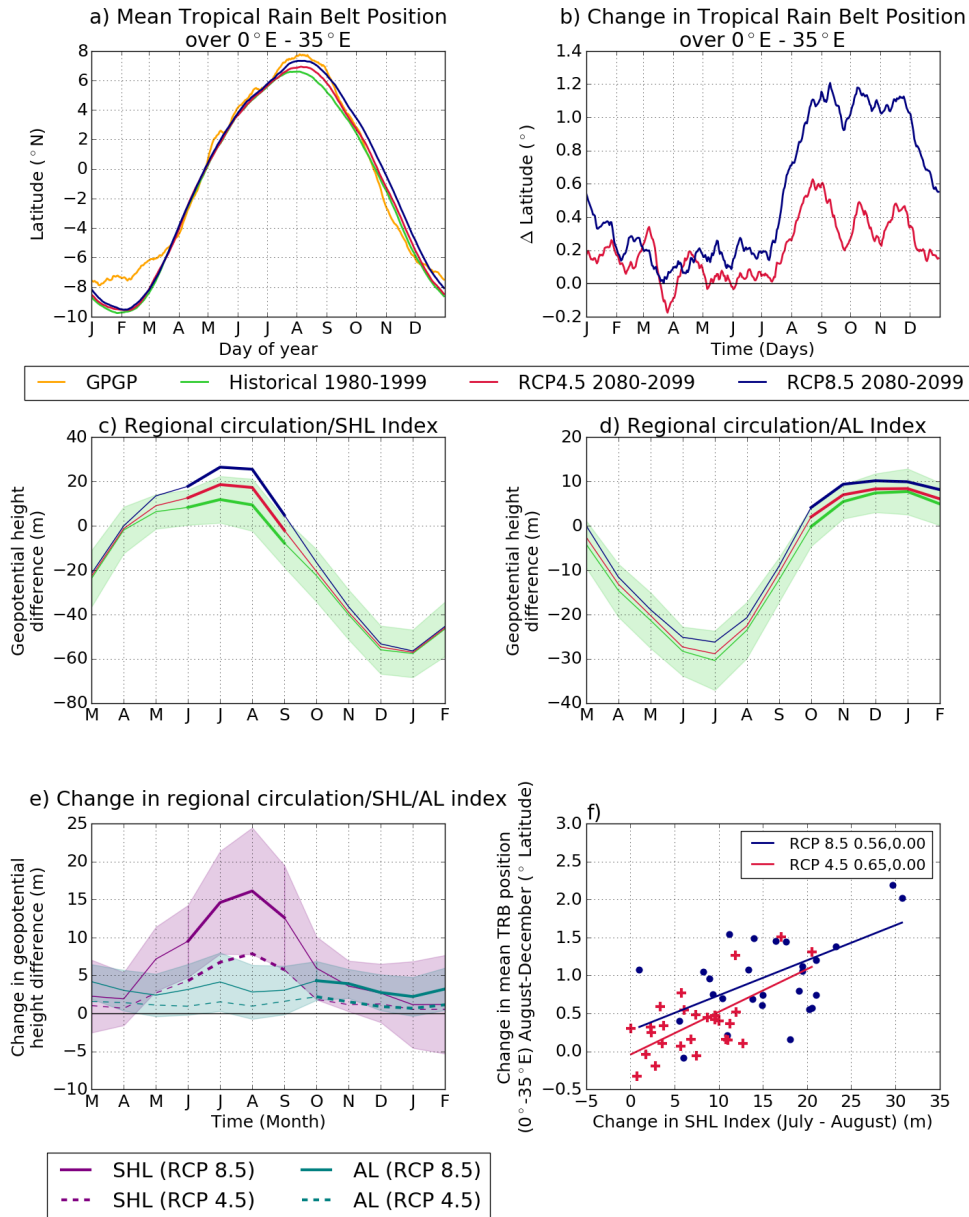 a) Mean Tropical Rain Belt Position
over 0°E - 35°E
Latitude (°N)
8
6
4
2
0
−2
−4
−6
−8
−10
J F M A M J J A S O N D
Day of year
b) Change in Tropical Rain Belt Position
over 0°E - 35°E
Δ Latitude (°)
1.4
1.2
1.0
0.8
0.6
0.4
0.2
0.0
−0.2
J F M A M J J A S O N D
Time (Days)
GPGP Historical 1980-1999 RCP4.5 2080-2099 RCP8.5 2080-2099
c) Regional circulation/SHL Index
Geopotential height
difference (m)
40
20
0
−20
−40
−60
−80
M A M J J A S O N D J F
d) Regional circulation/AL Index
Geopotential height
difference (m)
20
10
0
−10
−20
−30
−40
M A M J J A S O N D J F
e) Change in regional circulation/SHL/AL index
Change in geopotential
height difference (m)
25
20
15
10
5
0
−5
−10
M A M J J A S O N D J F
Time (Month)
SHL (RCP 8.5) AL (RCP 8.5)
SHL (RCP 4.5) AL (RCP 4.5)
f)
Change in mean TRB position
(0°-35°E) August-December (° Latitude)
3.0
2.5
2.0
1.5
1.0
0.5
0.0
−0.5
RCP 8.5 0.56,0.00
RCP 4.5 0.65,0.00
−5 0 5 10 15 20 25 30 35
Change in SHL Index (July - August) (m)